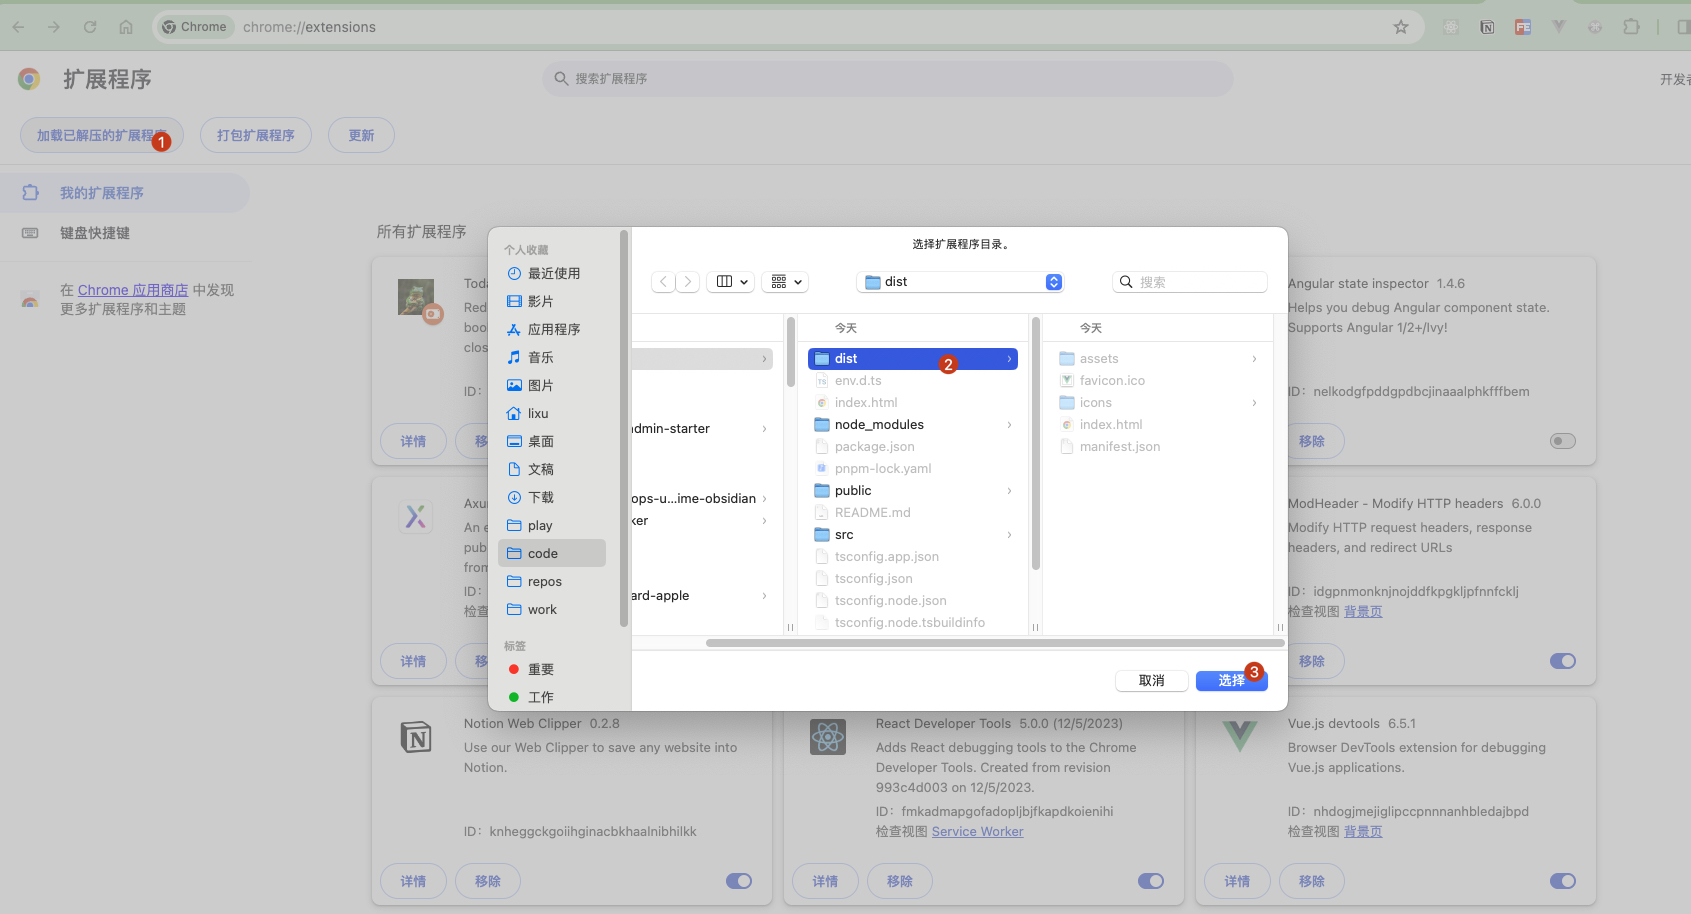 Chrome
chrome://extensions
扩展程序
搜索扩展程序
开发者
加载已解压的扩展程序
1
打包扩展程序
更新
我的扩展程序
键盘快捷键
在 Chrome 应用商店 中发现
更多扩展程序和主题
所有扩展程序
个人收藏
最近使用
影片
应用程序
音乐
图片
lixu
桌面
文稿
下载
play
code
repos
work
标签
重要
工作
选择扩展程序目录。
dist
搜索
dmin-starter
ops-u...ime-obsidian
ker
ard-apple
今天
dist
2
env.d.ts
index.html
node_modules
package.json
pnpm-lock.yaml
public
README.md
src
tsconfig.app.json
tsconfig.json
tsconfig.node.json
tsconfig.node.tsbuildinfo
今天
assets
favicon.ico
icons
index.html
manifest.json
取消
选择
3
Toda
Red
boo
clos
ID:
详情
移
Angular state inspector 1.4.6
Helps you debug Angular component state.
Supports Angular 1/2+/Ivy!
ID: nelkodgfpddgpdbcjinaaalphkfffbem
移除
Axur
An e
pub
from
ID:
检查
详情
移
ModHeader - Modify HTTP headers 6.0.0
Modify HTTP request headers, response
headers, and redirect URLs
ID: idgpnmonknjnojddfkpgkljpfnnfcklj
检查视图 背景页
移除
Notion Web Clipper 0.2.8
Use our Web Clipper to save any website into
Notion.
ID: knheggckgoiihginacbkhaalnibhilkk
详情
移除
React Developer Tools 5.0.0 (12/5/2023)
Adds React debugging tools to the Chrome
Developer Tools. Created from revision
993c4d003 on 12/5/2023.
ID: fmkadmapgofadopljbjfkapdkoienihi
检查视图 Service Worker
详情
移除
Vue.js devtools 6.5.1
Browser DevTools extension for debugging
Vue.js applications.
ID: nhdogjmejiglipccpnnnanhbledajbpd
检查视图 背景页
详情
移除